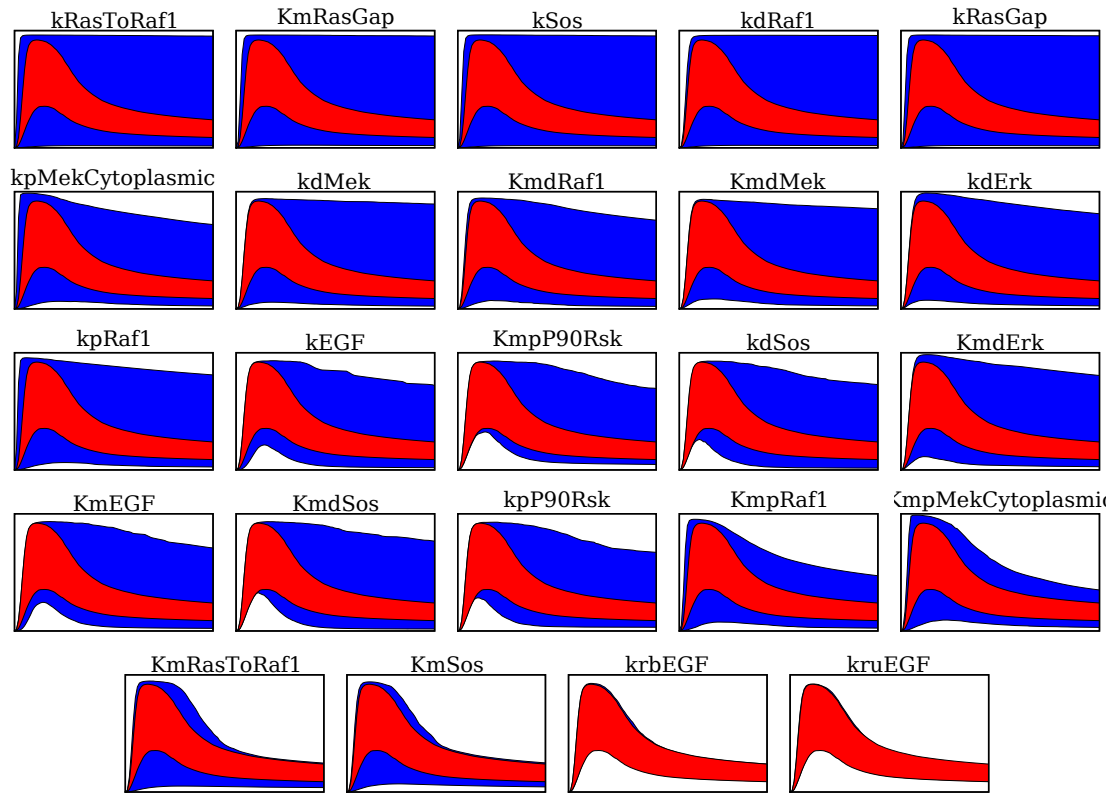 kRasToRaf1 KmRasGap kSos kdRaf1 kRasGap
kpMekCytoplasmic kdMek KmdRaf1 KmdMek kdErk
kpRaf1 kEGF KmpP90Rsk kdSos KmdErk
KmEGF KmdSos kpP90Rsk KmpRaf1 KmpMekCytoplasmic
KmRasToRaf1 KmSos krbEGF kruEGF